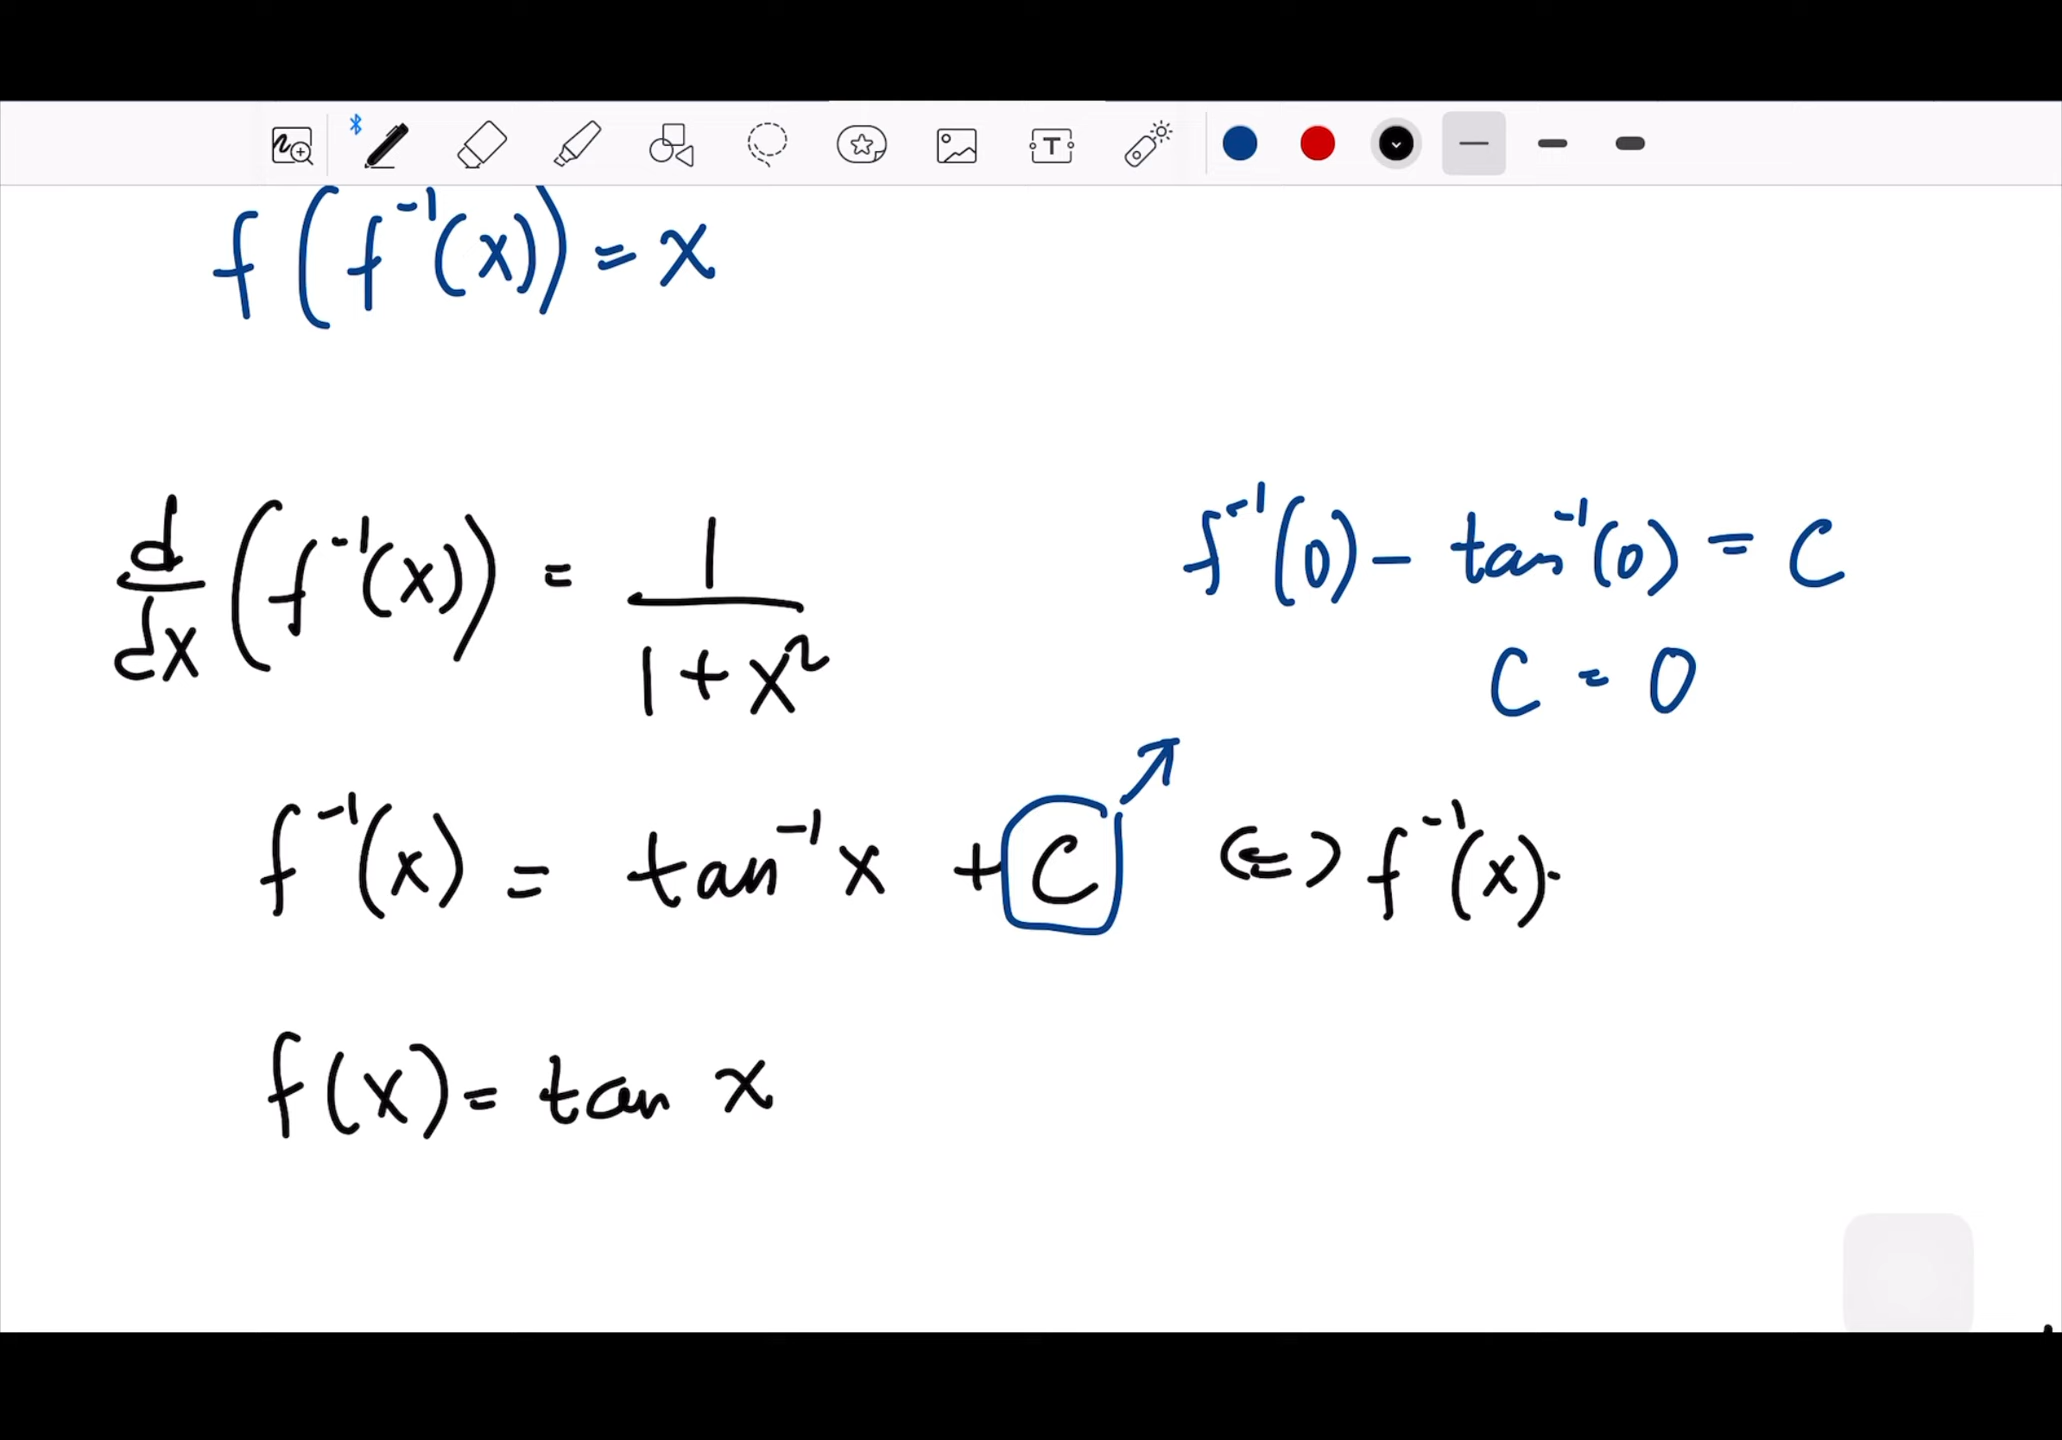 f(f⁻¹(x)) = x
d/dx (f⁻¹(x)) = 1/(1+x²)
f⁻¹(0) - tan⁻¹(0) = C
C = 0
f⁻¹(x) = tan⁻¹x + C ⇔ f⁻¹(x)-
f(x) = tan x